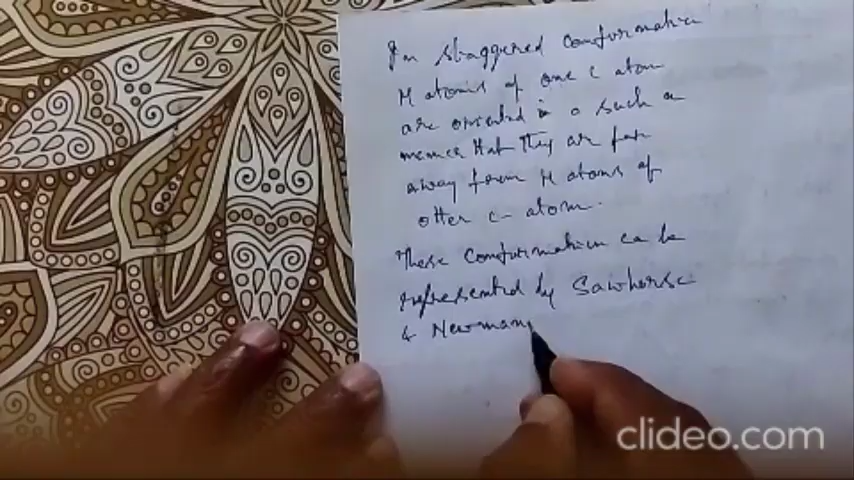 In staggered Conformation
H atoms of one C atom
are oriented in a such a
manner that they are far
away from H atoms of
other C- atom.
These Conformation can be
represented by Sawhorse
& Newman
clideo.com